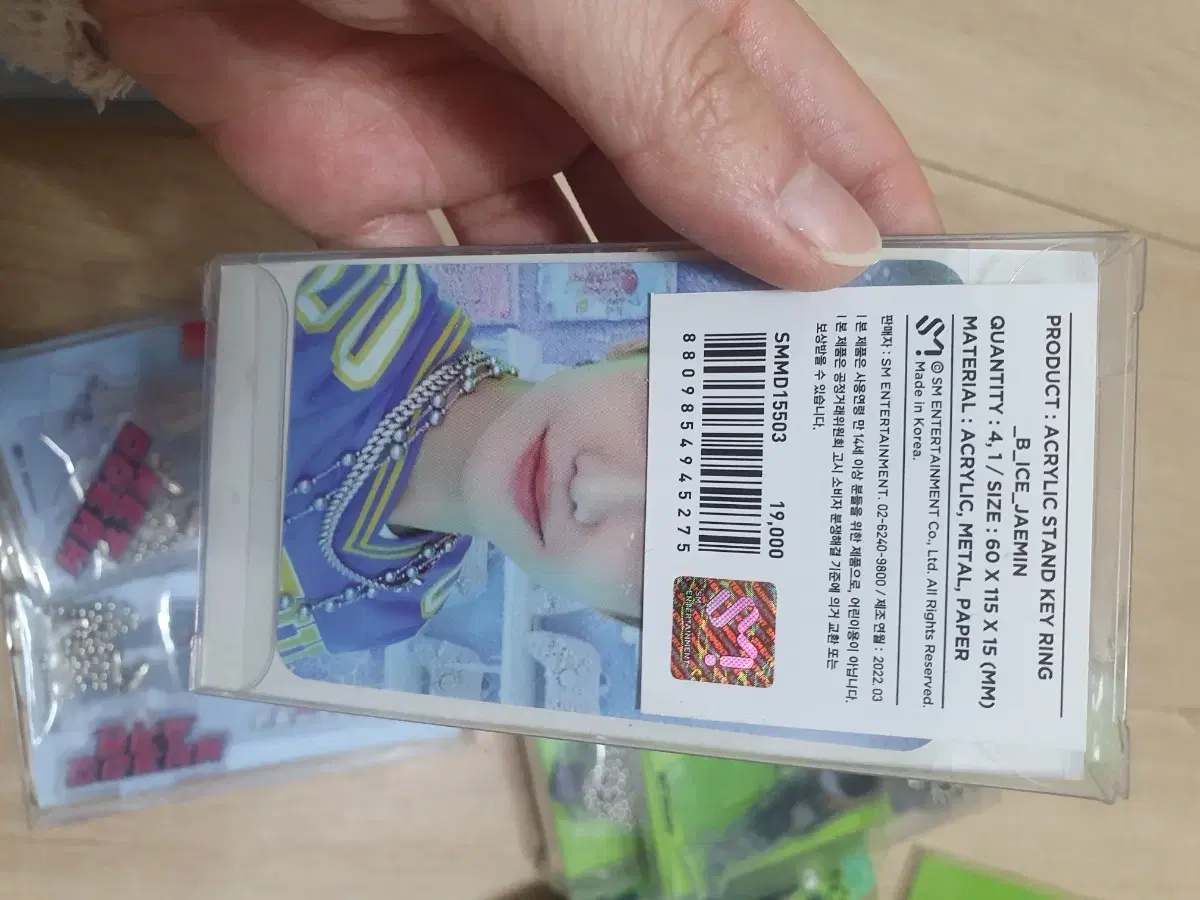 PRODUCT : ACRYLIC STAND KEY RING
_B_ICE_JAEMIN
QUANTITY : 4, 1 / SIZE : 60 X 115 X 15 (MM)
MATERIAL : ACRYLIC, METAL, PAPER
SM! © SM ENTERTAINMENT Co., Ltd. All Rights Reserved.
Made in Korea.
판매자 : SM ENTERTAINMENT. 02-6240-9800 / 제조 연월 : 2022. 03
l 본 제품은 사용연령 만 14세 이상 분들을 위한 제품으로, 어린이용이 아닙니다.
l 본 제품은 공정거래위원회 고시 소비자 분쟁해결 기준에 의거 교환 또는
보상받을 수 있습니다.
SMMD15503 19,000
8809854945275
SM!
ENTERTAINMENT